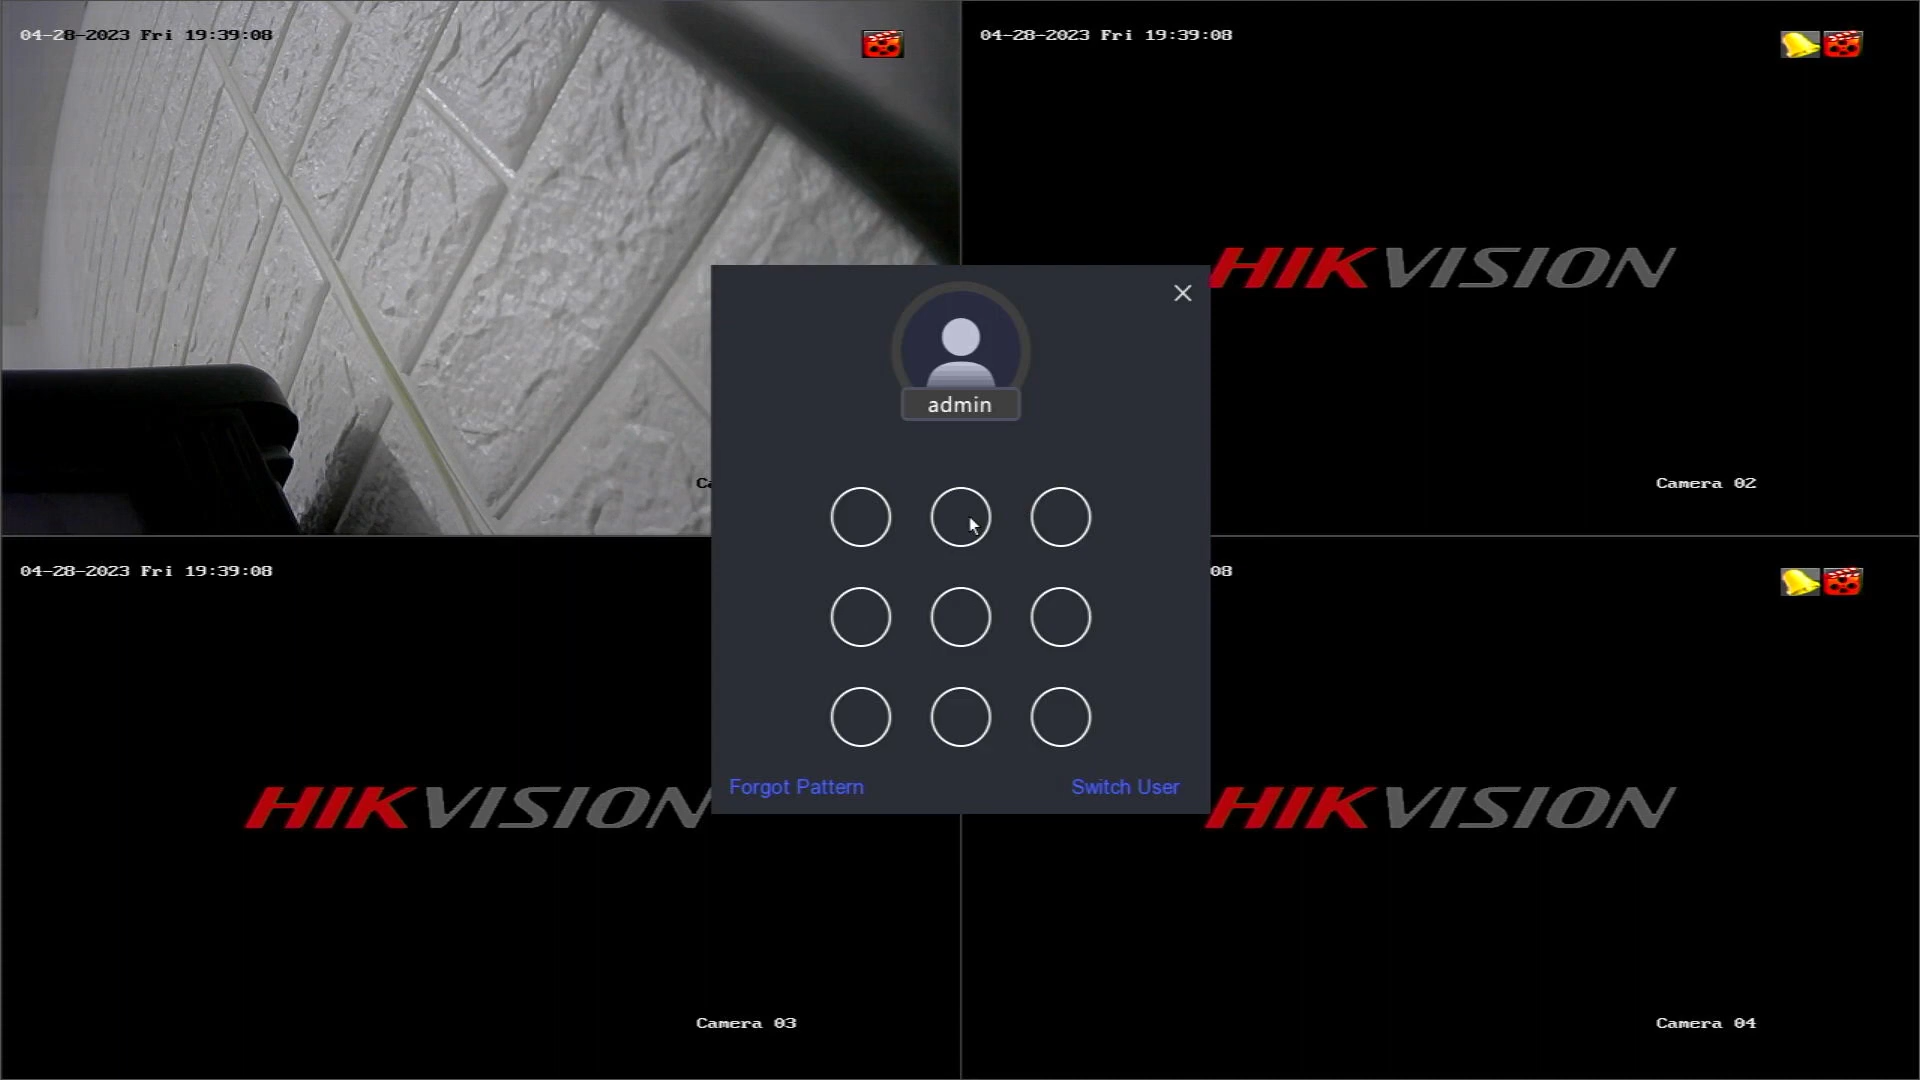 04-28-2023 Fri 19:39:08
04-28-2023 Fri 19:39:08
HIKVISION
admin
Camera 02
04-28-2023 Fri 19:39:08
08
Forgot Pattern
Switch User
HIKVISION
HIKVISION
Camera 03
Camera 04